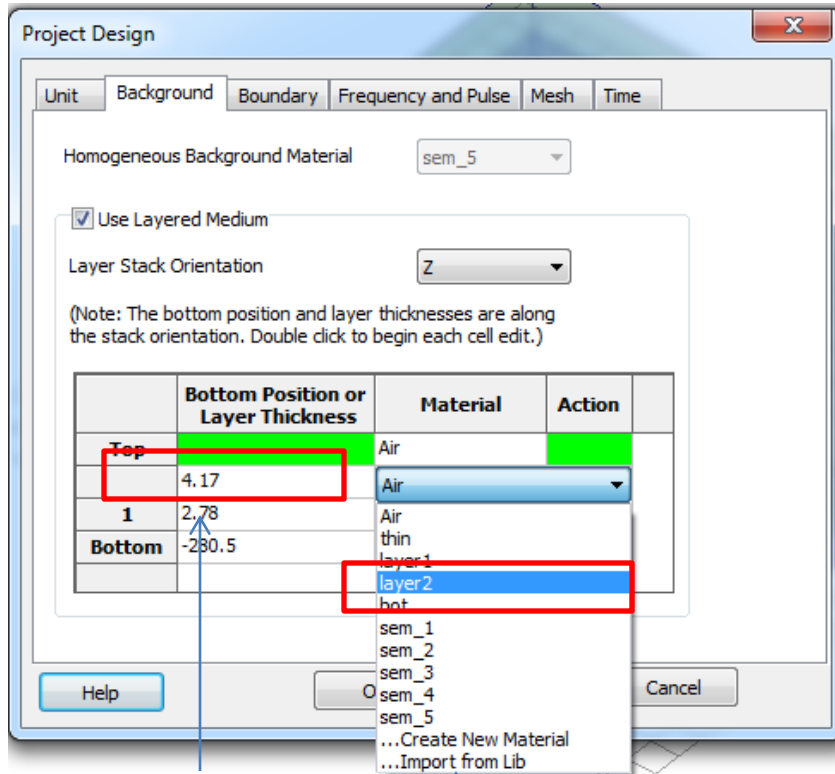 Project Design
Unit Background Boundary Frequency and Pulse Mesh Time
Homogeneous Background Material sem_5
Use Layered Medium
Layer Stack Orientation Z
(Note: The bottom position and layer thicknesses are along
the stack orientation. Double click to begin each cell edit.)
Bottom Position or
Layer Thickness Material Action
Top Air
4.17 Air
1 2.78
Bottom -280.5
Air
thin
layer1
layer2
bot
sem_1
sem_2
sem_3
sem_4
sem_5
...Create New Material
...Import from Lib
Help O Cancel